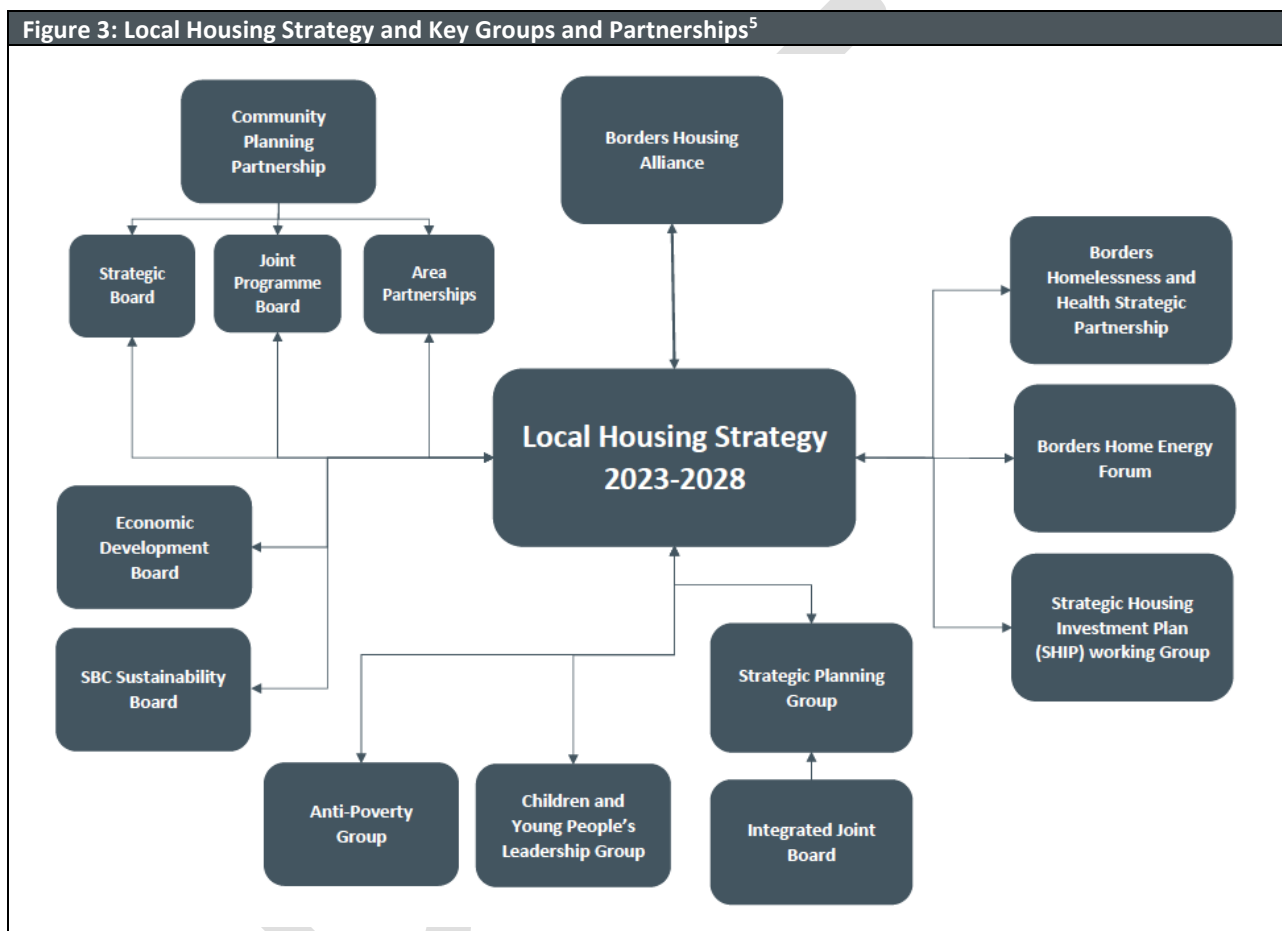 Figure 3: Local Housing Strategy and Key Groups and Partnerships5
Community
Planning
Partnership
Borders Housing
Alliance
Strategic
Board
Joint
Programme
Board
Area
Partnerships
Borders
Homelessness and
Health Strategic
Partnership
Local Housing Strategy
2023-2028
Borders Home Energy
Forum
Economic
Development
Board
Strategic Housing
Investment Plan
(SHIP) working Group
SBC Sustainability
Board
Strategic Planning
Group
Anti-Poverty
Group
Children and
Young People's
Leadership Group
Integrated Joint
Board